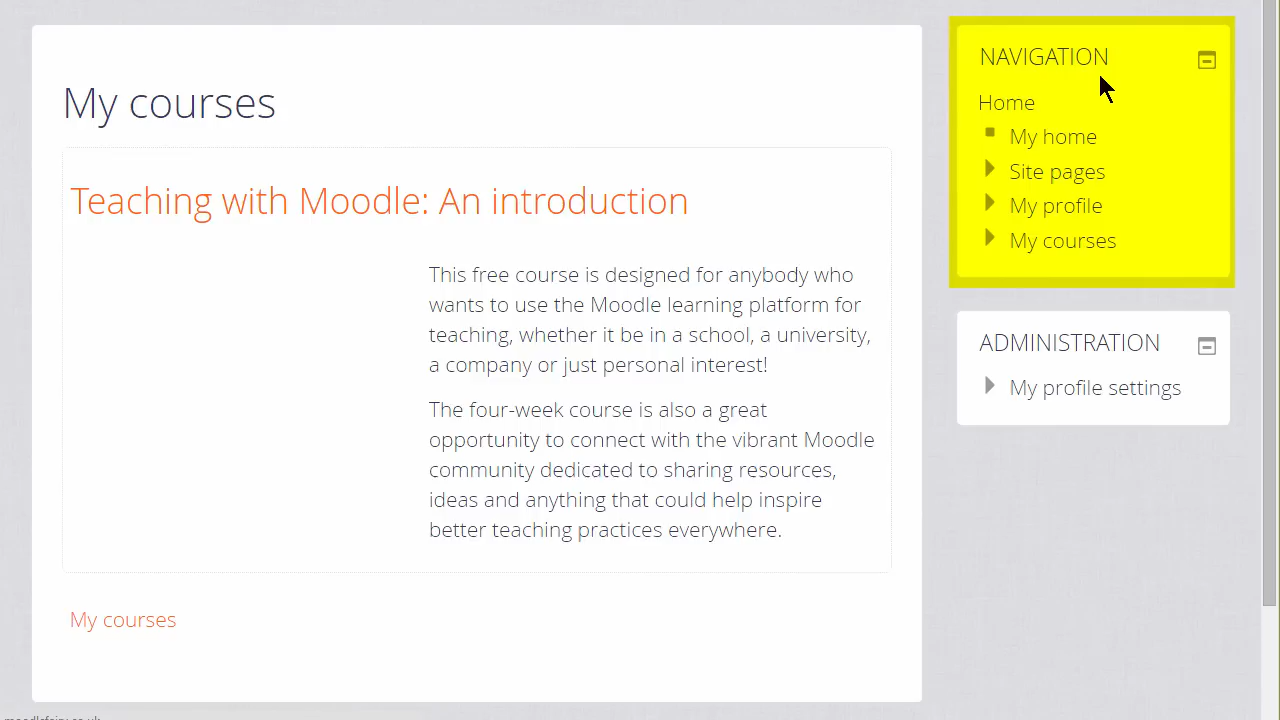 My courses
Teaching with Moodle: An introduction
This free course is designed for anybody who
wants to use the Moodle learning platform for
teaching, whether it be in a school, a university,
a company or just personal interest!
The four-week course is also a great
opportunity to connect with the vibrant Moodle
community dedicated to sharing resources,
ideas and anything that could help inspire
better teaching practices everywhere.
My courses
NAVIGATION
Home
My home
Site pages
My profile
My courses
ADMINISTRATION
My profile settings